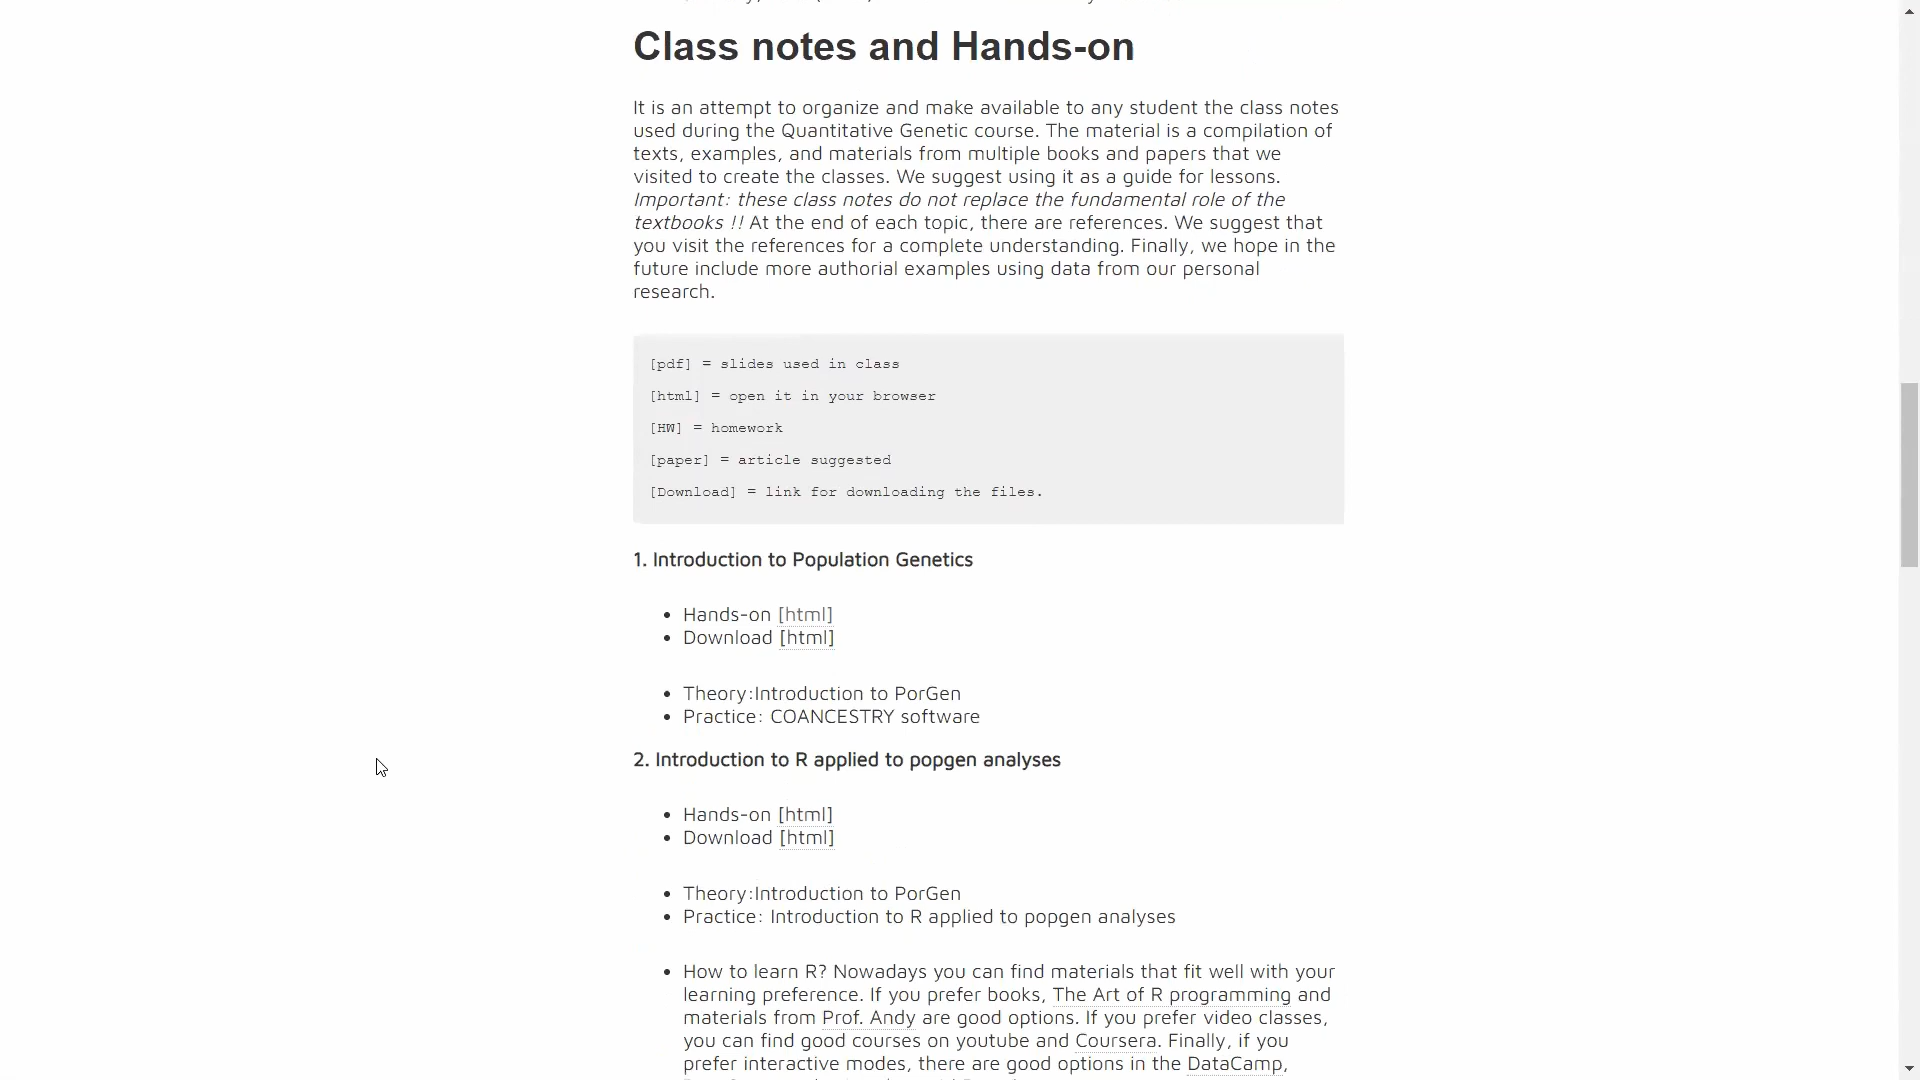 Class notes and Hands-on
It is an attempt to organize and make available to any student the class notes
used during the Quantitative Genetic course. The material is a compilation of
texts, examples, and materials from multiple books and papers that we
visited to create the classes. We suggest using it as a guide for lessons.
Important: these class notes do not replace the fundamental role of the
textbooks !! At the end of each topic, there are references. We suggest that
you visit the references for a complete understanding. Finally, we hope in the
future include more authorial examples using data from our personal
research.
[pdf] = slides used in class
[html] = open it in your browser
[HW] = homework
[paper] = article suggested
[Download] = link for downloading the files.
1. Introduction to Population Genetics
• Hands-on [html]
• Download [html]
• Theory:Introduction to PorGen
• Practice: COANCESTRY software
2. Introduction to R applied to popgen analyses
• Hands-on [html]
• Download [html]
• Theory:Introduction to PorGen
• Practice: Introduction to R applied to popgen analyses
• How to learn R? Nowadays you can find materials that fit well with your
learning preference. If you prefer books, The Art of R programming and
materials from Prof. Andy are good options. If you prefer video classes,
you can find good courses on youtube and Coursera. Finally, if you
prefer interactive modes, there are good options in the DataCamp,